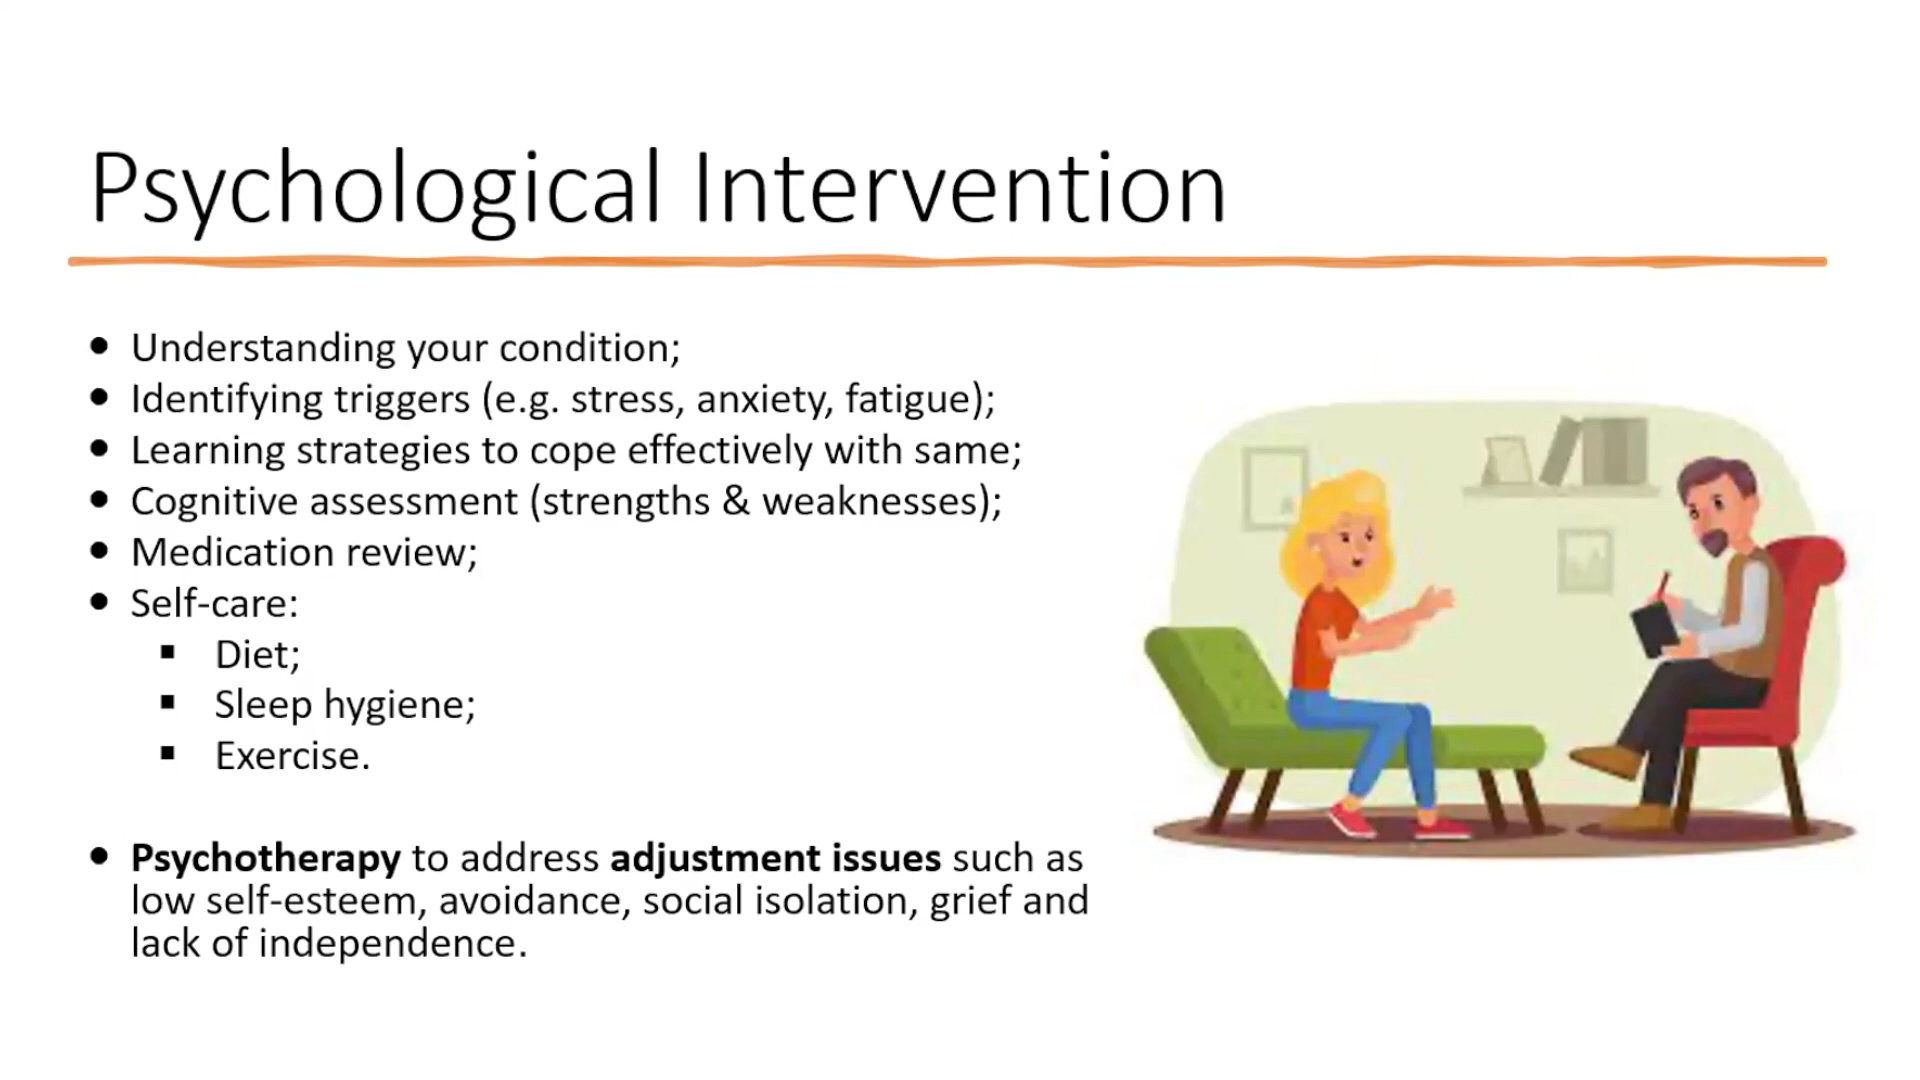 Psychological Intervention
• Understanding your condition;
• Identifying triggers (e.g. stress, anxiety, fatigue);
• Learning strategies to cope effectively with same;
• Cognitive assessment (strengths & weaknesses);
• Medication review;
• Self-care:
▪ Diet;
▪ Sleep hygiene;
▪ Exercise.
• Psychotherapy to address adjustment issues such as
low self-esteem, avoidance, social isolation, grief and
lack of independence.